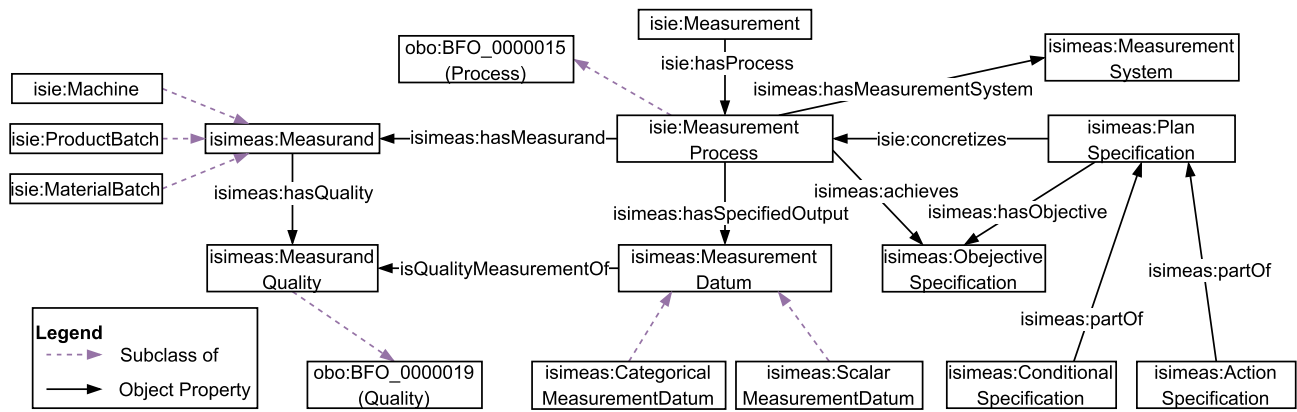 isie:Measurement
obo:BFO_0000015
(Process)
isie:hasProcess
isimeas:Measurement
System
isie:Machine
isimeas:hasMeasurementSystem
isie:ProductBatch
isimeas:Measurand
isimeas:hasMeasurand
isie:Measurement
Process
isie:concretizes
isimeas:Plan
Specification
isie:MaterialBatch
isimeas:hasQuality
isimeas:achieves
isimeas:hasSpecifiedOutput
isimeas:hasObjective
isimeas:Measurand
Quality
isQualityMeasurementOf
isimeas:Measurement
Datum
isimeas:Obejective
Specification
isimeas:partOf
isimeas:partOf
Legend
Subclass of
Object Property
obo:BFO_0000019
(Quality)
isimeas:Categorical
MeasurementDatum
isimeas:Scalar
MeasurementDatum
isimeas:Conditional
Specification
isimeas:Action
Specification